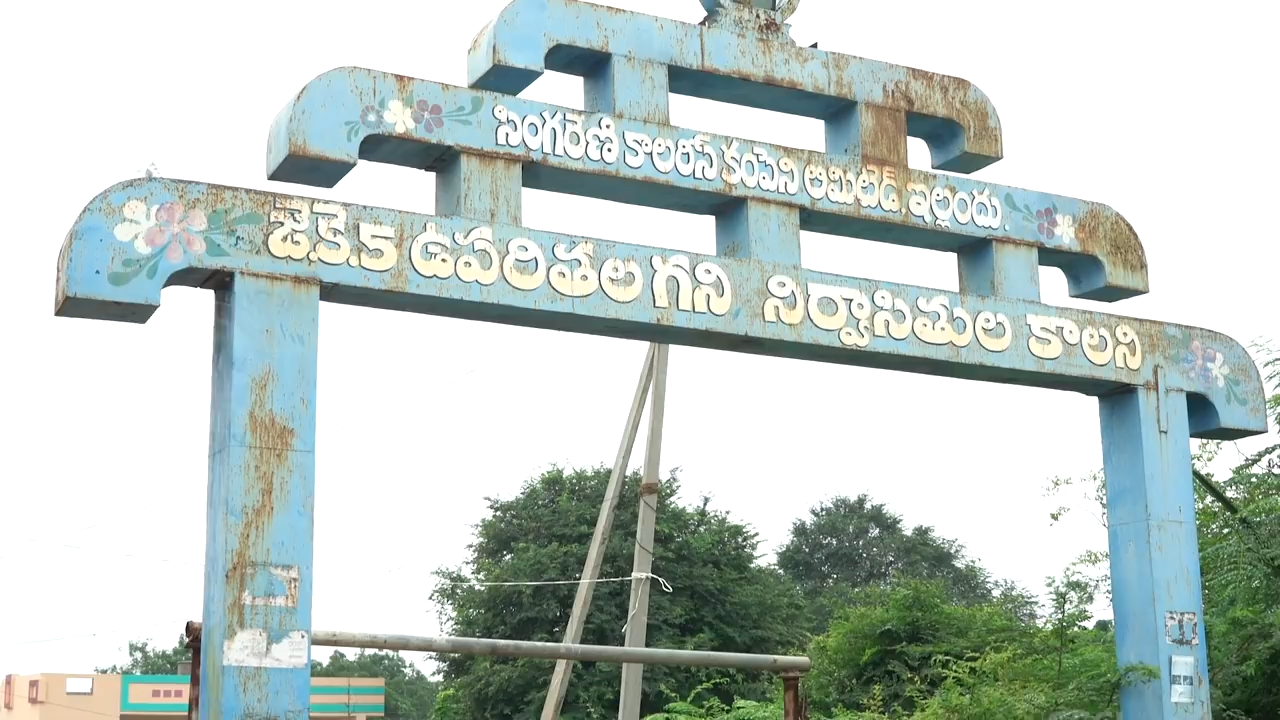 సింగరేణి కాలరీస్ కంపెని లిమిటెడ్ ఇల్లందు.
జె.కె.5 ఉపరితల గని నిర్వాసితుల కాలని